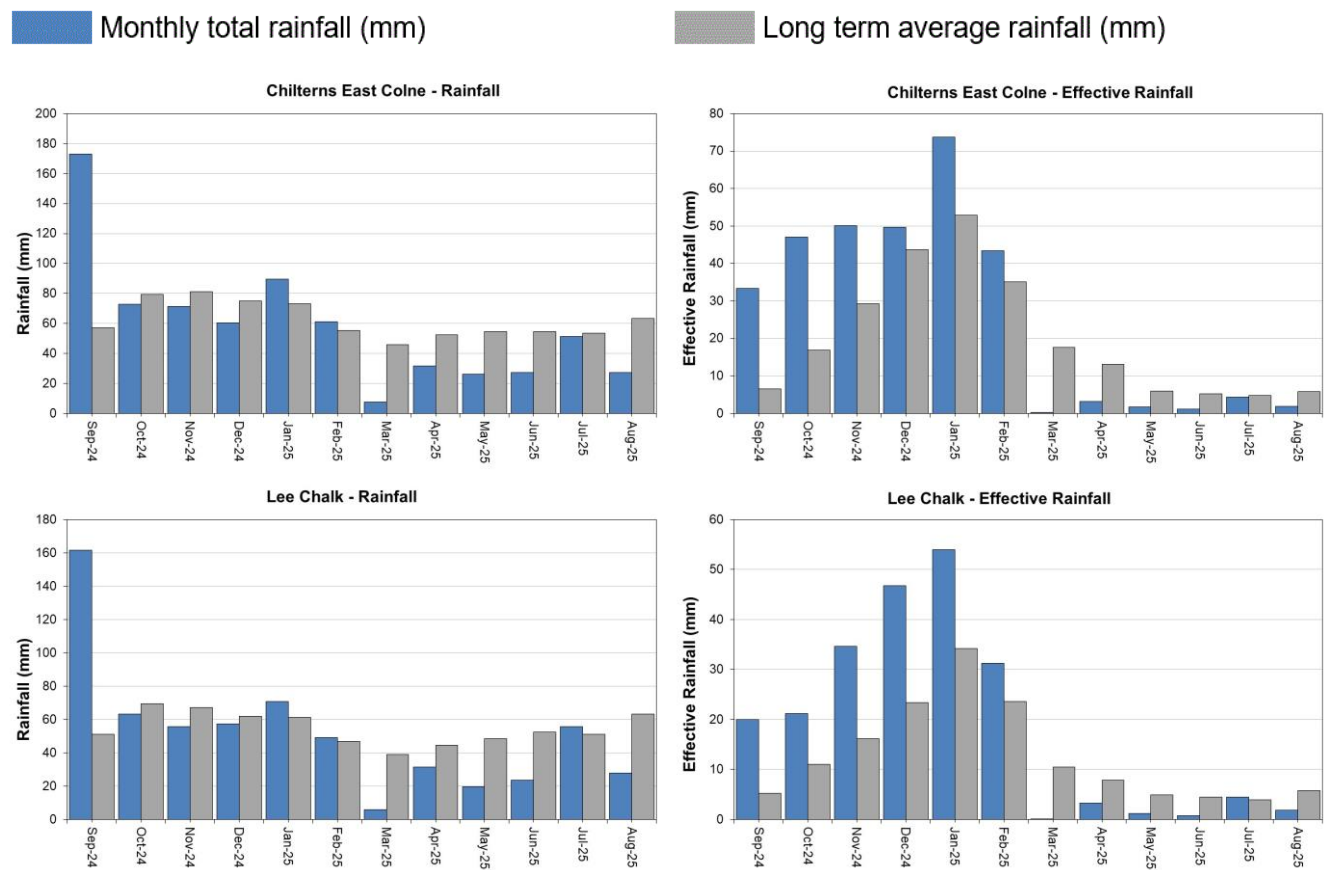 Monthly total rainfall (mm)
Long term average rainfall (mm)
Chilterns East Colne - Rainfall
Rainfall (mm)
200
180
160
140
120
100
80
60
40
20
0
Sep-24
Oct-24
Nov-24
Dec-24
Jan-25
Feb-25
Mar-25
Apr-25
May-25
Jun-25
Jul-25
Aug-25
Chilterns East Colne - Effective Rainfall
Effective Rainfall (mm)
80
70
60
50
40
30
20
10
0
Sep-24
Oct-24
Nov-24
Dec-24
Jan-25
Feb-25
Mar-25
Apr-25
May-25
Jun-25
Jul-25
Aug-25
Lee Chalk - Rainfall
Rainfall (mm)
180
160
140
120
100
80
60
40
20
0
Sep-24
Oct-24
Nov-24
Dec-24
Jan-25
Feb-25
Mar-25
Apr-25
May-25
Jun-25
Jul-25
Aug-25
Lee Chalk - Effective Rainfall
Effective Rainfall (mm)
60
50
40
30
20
10
0
Sep-24
Oct-24
Nov-24
Dec-24
Jan-25
Feb-25
Mar-25
Apr-25
May-25
Jun-25
Jul-25
Aug-25